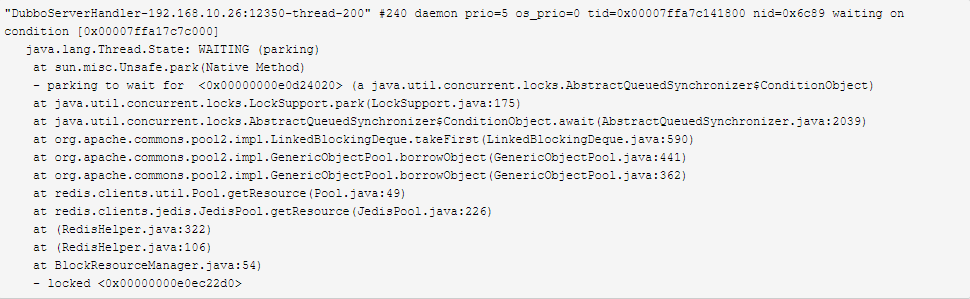 "DubboServerHandler-192.168.10.26:12350-thread-200" #240 daemon prio=5 os_prio=0 tid=0x00007ffa7c141800 nid=0x6c89 waiting on
condition [0x00007ffa17c7c000]
java.lang.Thread.State: WAITING (parking)
at sun.misc.Unsafe.park(Native Method)
- parking to wait for <0x00000000e0d24020> (a java.util.concurrent.locks.AbstractQueuedSynchronizer$ConditionObject)
at java.util.concurrent.locks.LockSupport.park(LockSupport.java:175)
at java.util.concurrent.locks.AbstractQueuedSynchronizer$ConditionObject.await(AbstractQueuedSynchronizer.java:2039)
at org.apache.commons.pool2.impl.LinkedBlockingDeque.takeFirst(LinkedBlockingDeque.java:590)
at org.apache.commons.pool2.impl.GenericObjectPool.borrowObject(GenericObjectPool.java:441)
at org.apache.commons.pool2.impl.GenericObjectPool.borrowObject(GenericObjectPool.java:362)
at redis.clients.util.Pool.getResource(Pool.java:49)
at redis.clients.jedis.JedisPool.getResource(JedisPool.java:226)
at (RedisHelper.java:322)
at (RedisHelper.java:106)
at BlockResourceManager.java:54)
- locked <0x00000000e0ec22d0>